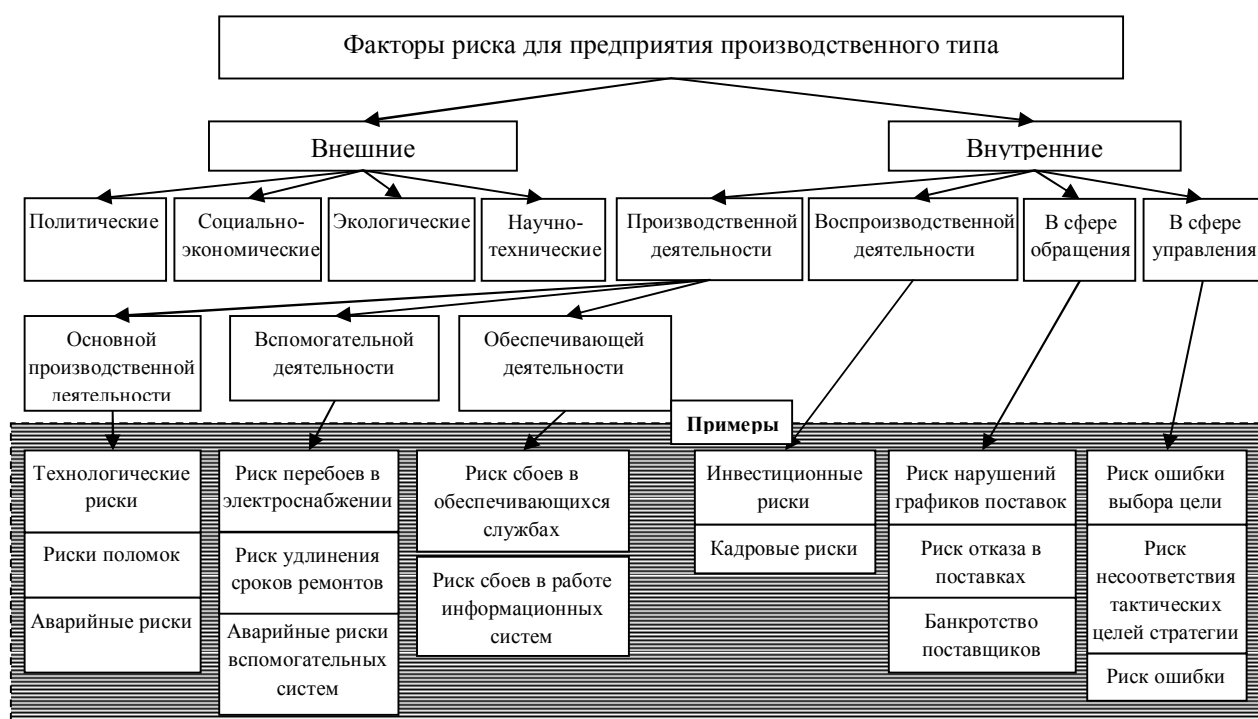 Факторы риска для предприятия производственного типа
Внешние
Внутренние
Политические
Социально-
экономические
Экологические
Научно-
технические
Производственной
деятельности
Воспроизводственной
деятельности
В сфере
обращения
В сфере
управления
Основной
производственной
деятельности
Вспомогательной
деятельности
Обеспечивающей
деятельности
Примеры
Технологические
риски
Риски поломок
Аварийные риски
Риск перебоев в
электроснабжении
Риск удлинения
сроков ремонтов
Аварийные риски
вспомогательных
систем
Риск сбоев в
обеспечивающихся
службах
Риск сбоев в работе
информационных
систем
Инвестиционные
риски
Кадровые риски
Риск нарушений
графиков поставок
Риск отказа в
поставках
Банкротство
поставщиков
Риск ошибки
выбора цели
Риск
несоответствия
тактических
целей стратегии
Риск ошибки